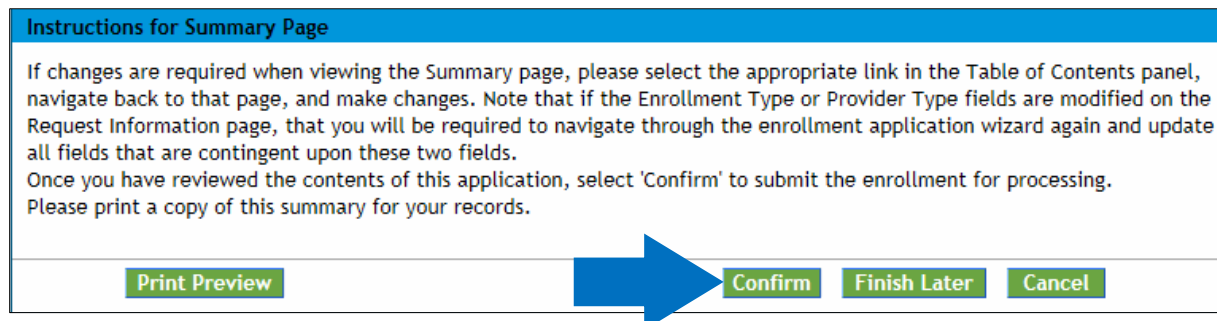 Instructions for Summary Page
If changes are required when viewing the Summary page, please select the appropriate link in the Table of Contents panel,
navigate back to that page, and make changes. Note that if the Enrollment Type or Provider Type fields are modified on the
Request Information page, that you will be required to navigate through the enrollment application wizard again and update
all fields that are contingent upon these two fields.
Once you have reviewed the contents of this application, select 'Confirm' to submit the enrollment for processing.
Please print a copy of this summary for your records.
Print Preview Confirm Finish Later Cancel